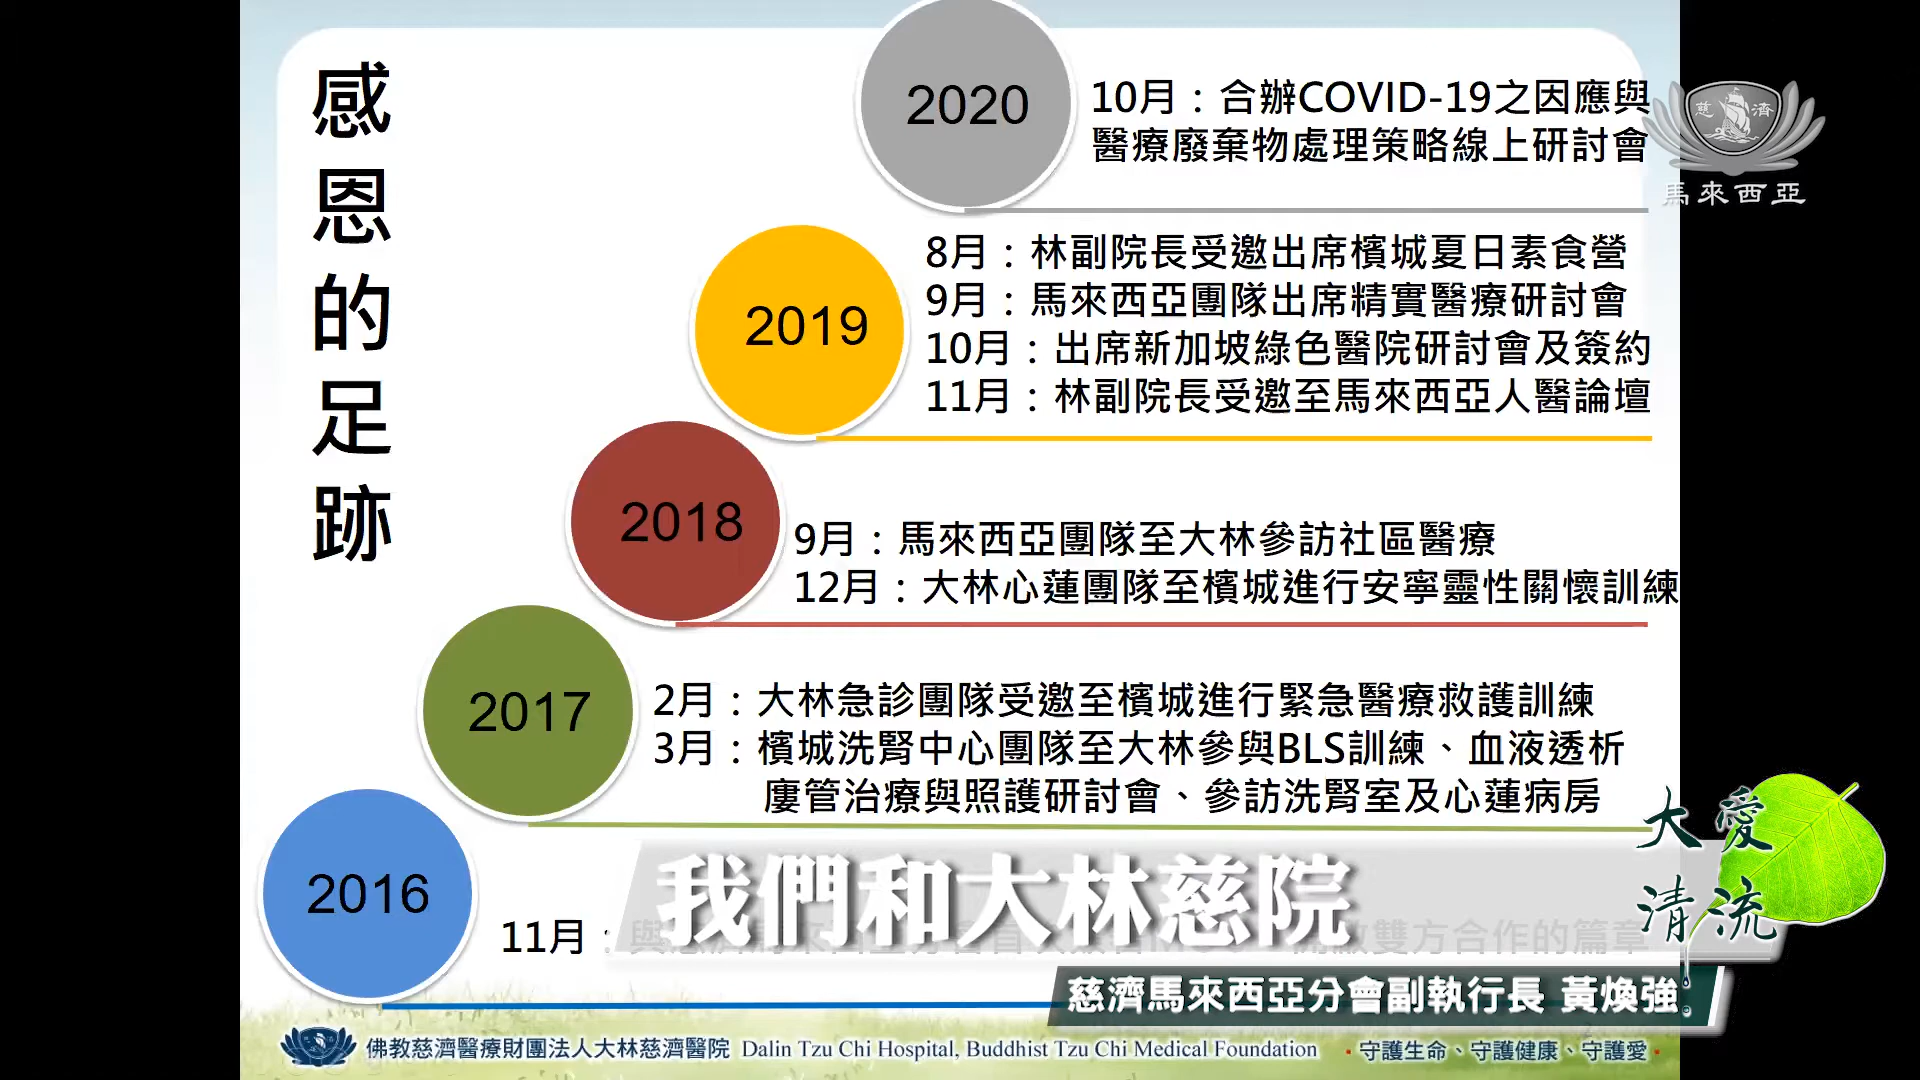 感恩的足跡
2020
10月：合辦COVID-19之因應與
醫療廢棄物處理策略線上研討會
慈濟
馬來西亞
2019
8月：林副院長受邀出席檳城夏日素食營
9月：馬來西亞團隊出席精實醫療研討會
10月：出席新加坡綠色醫院研討會及簽約
11月：林副院長受邀至馬來西亞人醫論壇
2018
9月：馬來西亞團隊至大林參訪社區醫療
12月：大林心蓮團隊至檳城進行安寧靈性關懷訓練
2017
2月：大林急診團隊受邀至檳城進行緊急醫療救護訓練
3月：檳城洗腎中心團隊至大林參與BLS訓練、血液透析
廔管治療與照護研討會、參訪洗腎室及心蓮病房
2016
11月：
雙方合作的篇章
我們和大林慈院
大愛
清流
慈濟馬來西亞分會副執行長 黃煥強
佛教慈濟醫療財團法人大林慈濟醫院 Dalin Tzu Chi Hospital, Buddhist Tzu Chi Medical Foundation
·守護生命、守護健康、守護愛·